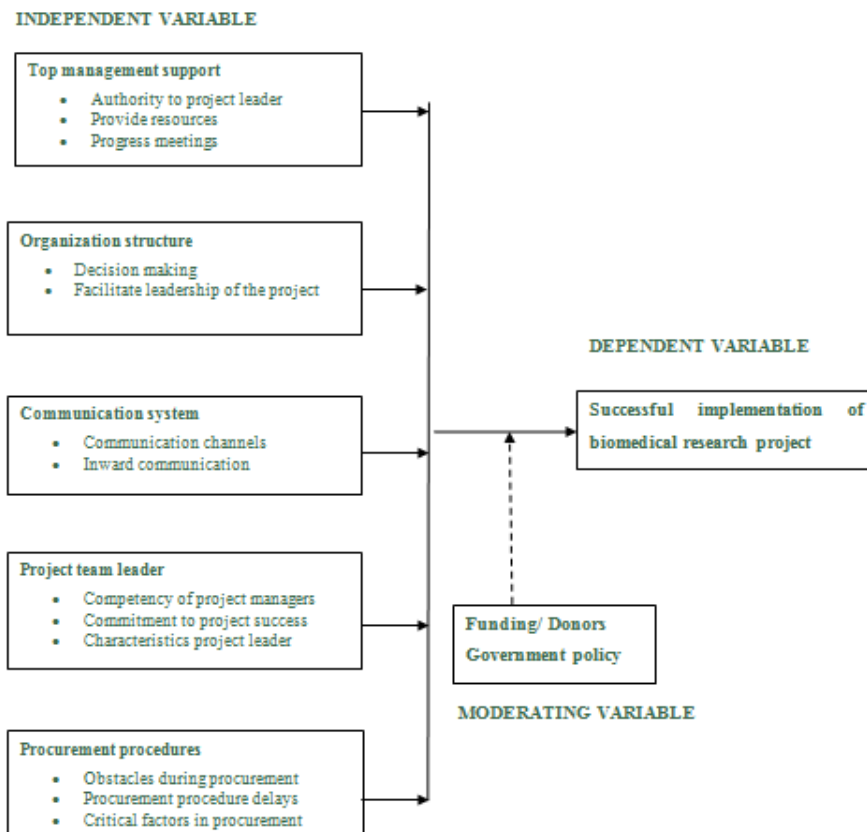 INDEPENDENT VARIABLE
Top management support
• Authority to project leader
• Provide resources
• Progress meetings
Organization structure
• Decision making
• Facilitate leadership of the project
Communication system
• Communication channels
• Inward communication
Project team leader
• Competency of project managers
• Commitment to project success
• Characteristics project leader
Procurement procedures
• Obstacles during procurement
• Procurement procedure delays
• Critical factors in procurement
DEPENDENT VARIABLE
Successful implementation of
biomedical research project
Funding/ Donors
Government policy
MODERATING VARIABLE